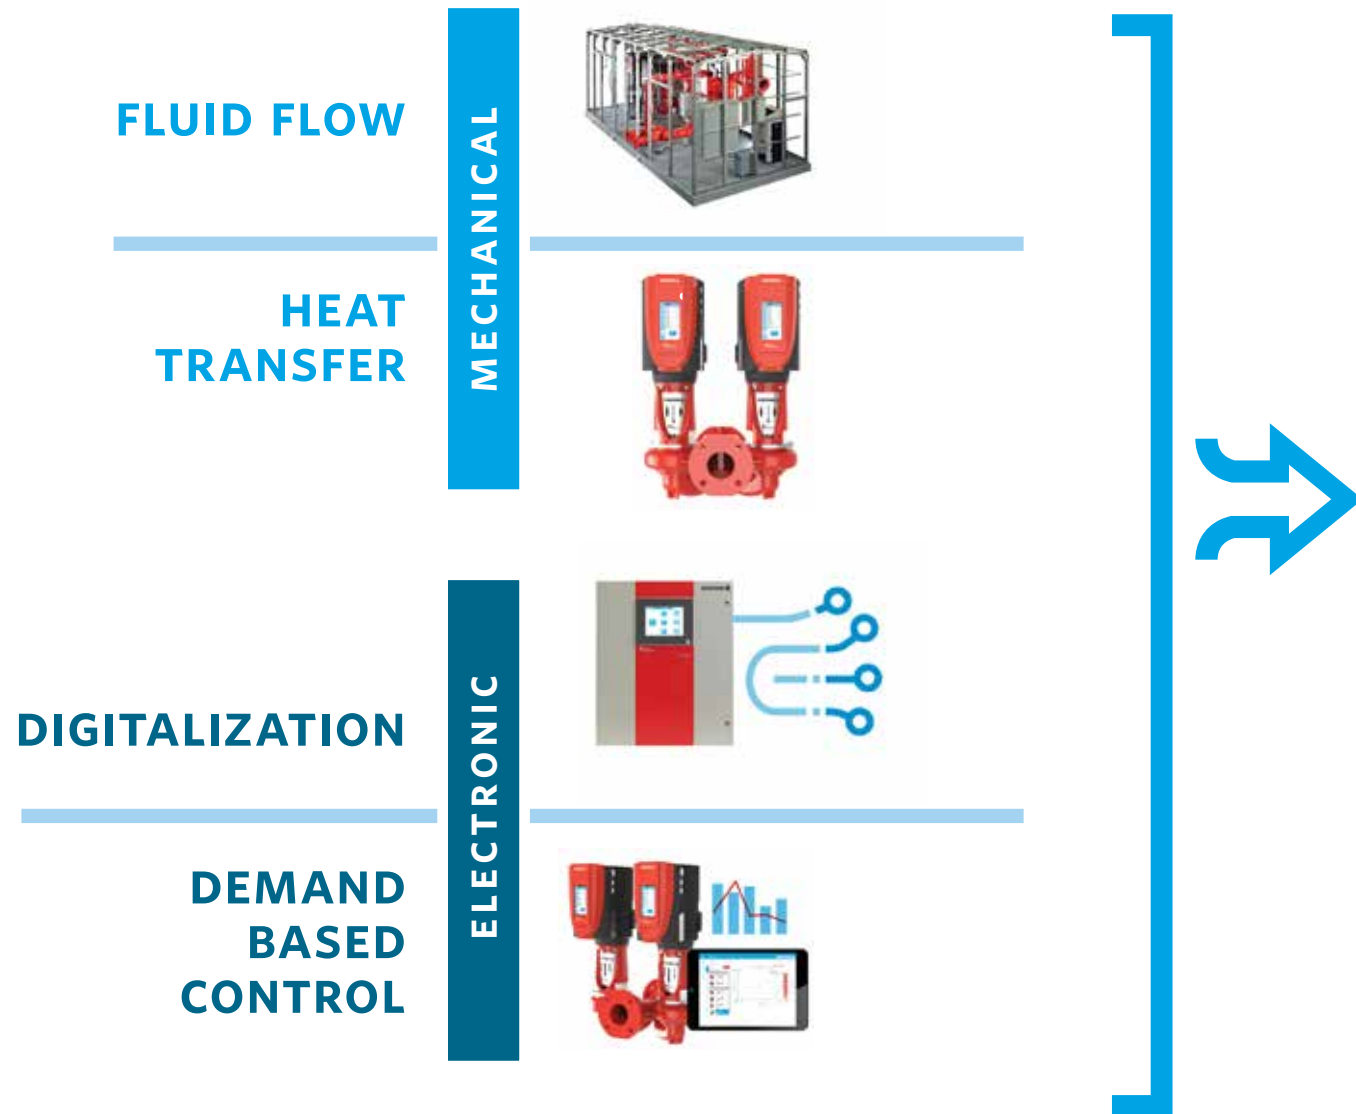 FLUID FLOW
MECHANICAL
HEAT
TRANSFER
DIGITALIZATION
ELECTRONIC
DEMAND
BASED
CONTROL